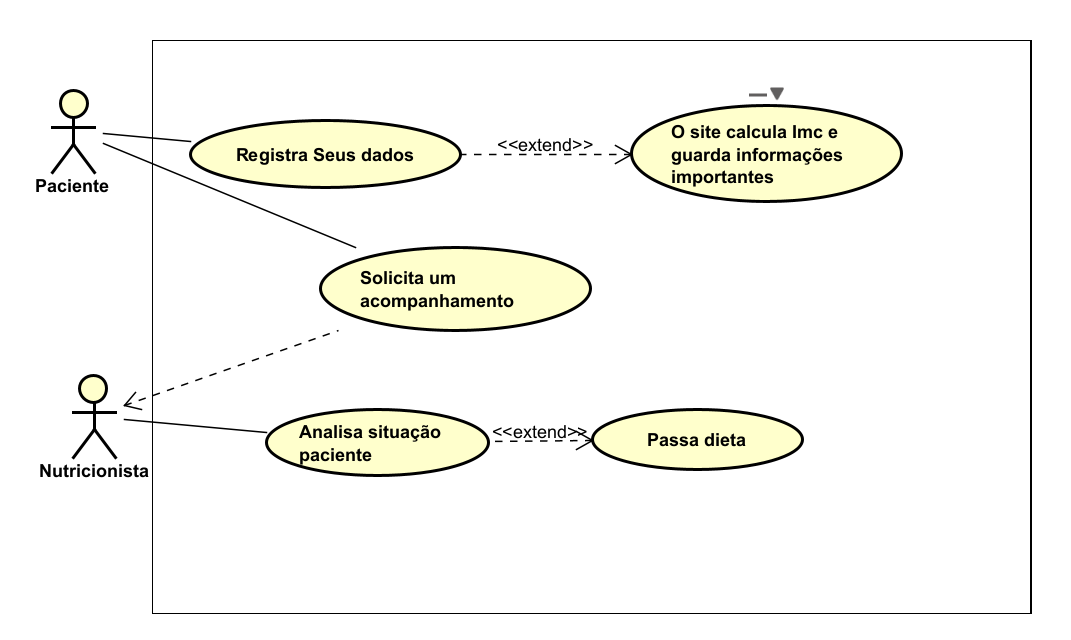 Paciente
Registra Seus dados
<<extend>>
O site calcula Imc e
guarda informações
importantes
Solicita um
acompanhamento
Nutricionista
Analisa situação
paciente
<<extend>>
Passa dieta